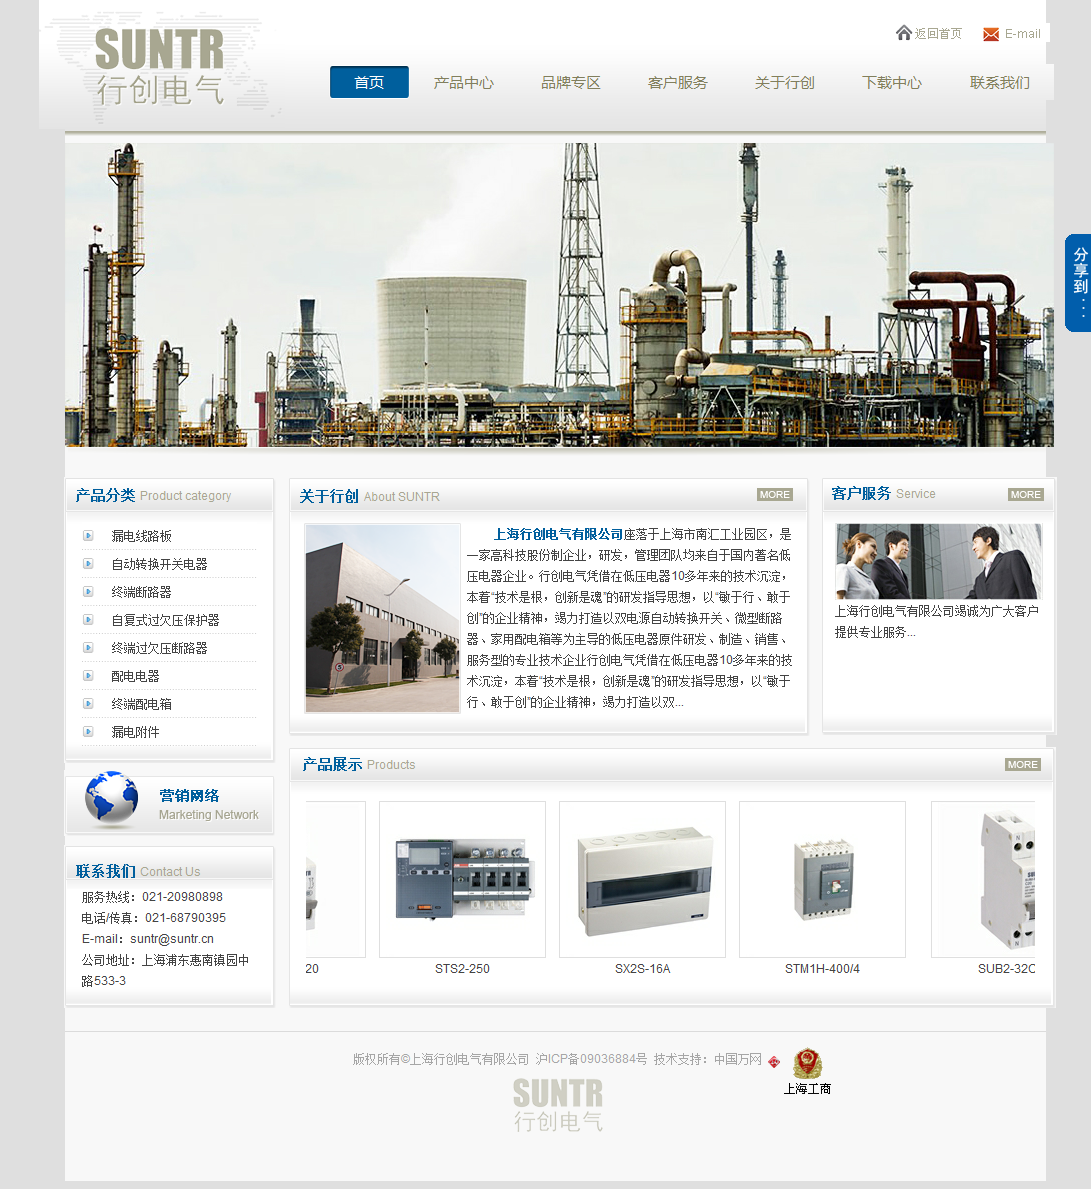 SUNTR
行创电气
返回首页 E-mail
首页 产品中心 品牌专区 客户服务 关于行创 下载中心 联系我们
分享到...
产品分类 Product category
漏电线路板
自动转换开关电器
终端断路器
自复式过欠压保护器
终端过欠压断路器
配电电器
终端配电箱
漏电附件
营销网络
Marketing Network
联系我们 Contact Us
服务热线：021-20980898
电话/传真：021-68790395
E-mail：suntr@suntr.cn
公司地址：上海浦东惠南镇园中
路533-3
关于行创 About SUNTR MORE
上海行创电气有限公司座落于上海市南汇工业园区，是
一家高科技股份制企业，研发，管理团队均来自于国内著名低
压电器企业。行创电气凭借在低压电器10多年来的技术沉淀，
本着“技术是根，创新是魂”的研发指导思想，以“敏于行、敢于
创”的企业精神，竭力打造以双电源自动转换开关、微型断路
器、家用配电箱等为主导的低压电器原件研发、制造、销售、
服务型的专业技术企业行创电气凭借在低压电器10多年来的技
术沉淀，本着“技术是根，创新是魂”的研发指导思想，以“敏于
行、敢于创”的企业精神，竭力打造以双...
客户服务 Service MORE
上海行创电气有限公司竭诚为广大客户
提供专业服务...
产品展示 Products MORE
20 STS2-250 SX2S-16A STM1H-400/4 SUB2-32C
版权所有©上海行创电气有限公司 沪ICP备09036884号 技术支持：中国万网
上海工商
SUNTR
行创电气